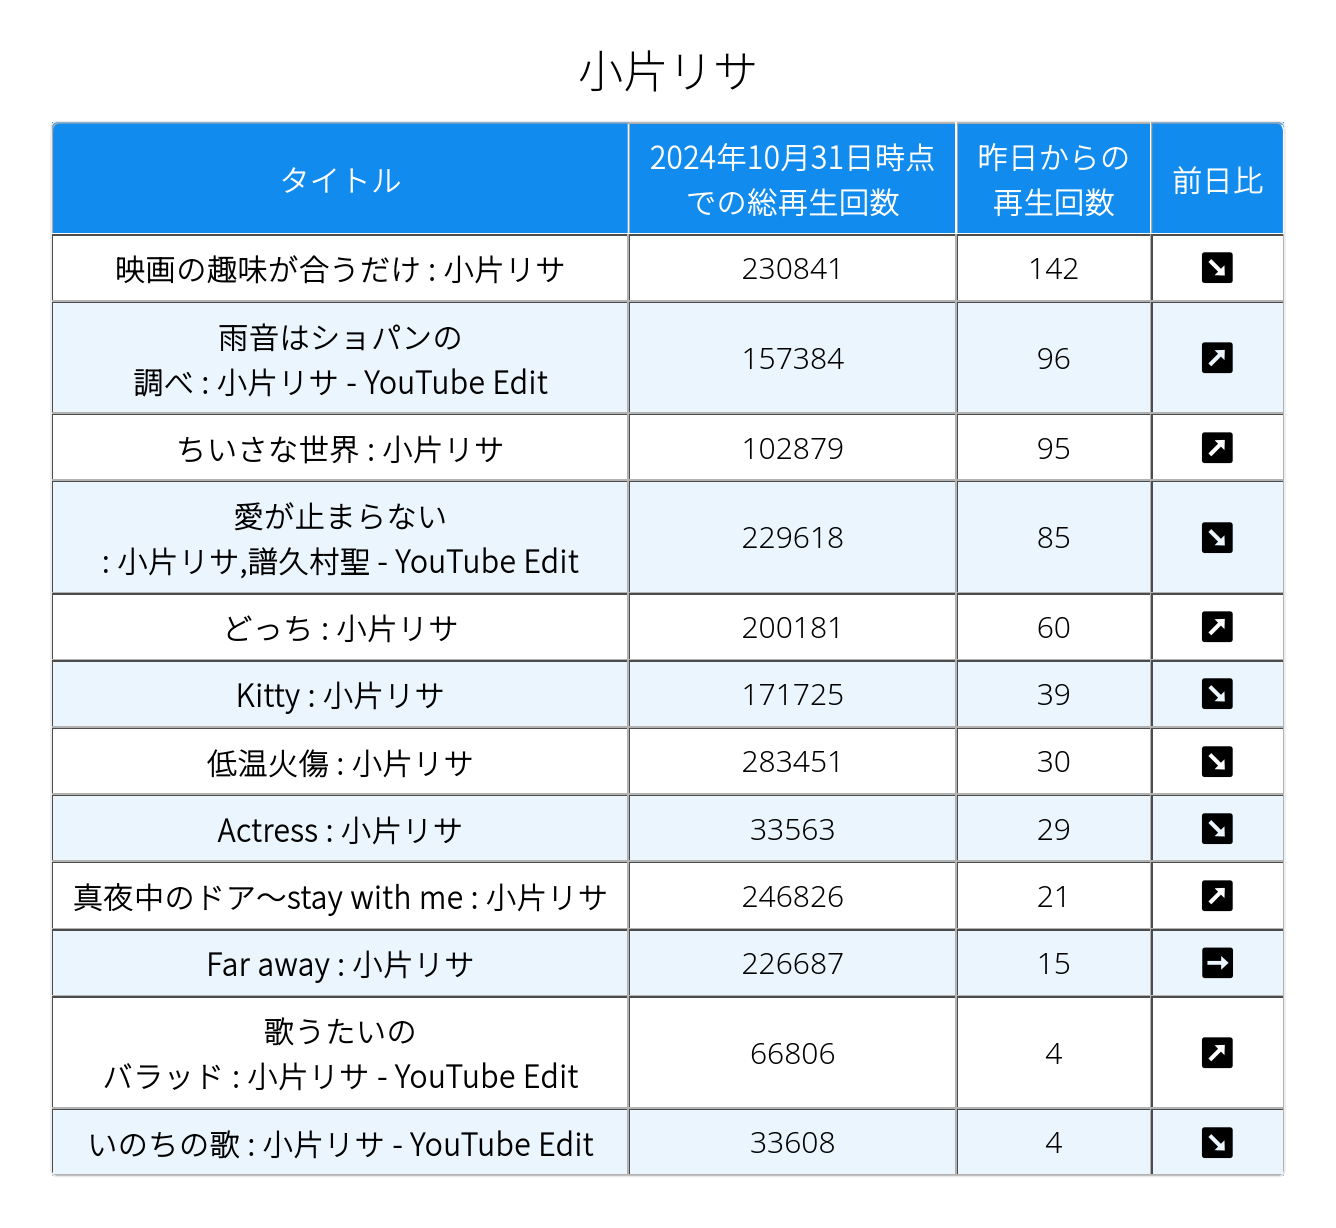 小片リサ
タイトル
2024年10月31日時点
での総再生回数
昨日からの
再生回数
前日比
映画の趣味が合うだけ : 小片リサ
230841
142
↘
雨音はショパンの
調べ : 小片リサ - YouTube Edit
157384
96
↗
ちいさな世界 : 小片リサ
102879
95
↗
愛が止まらない
: 小片リサ,譜久村聖 - YouTube Edit
229618
85
↘
どっち : 小片リサ
200181
60
↗
Kitty : 小片リサ
171725
39
↘
低温火傷 : 小片リサ
283451
30
↘
Actress : 小片リサ
33563
29
↘
真夜中のドア〜stay with me : 小片リサ
246826
21
↗
Far away : 小片リサ
226687
15
→
歌うたいの
バラッド : 小片リサ - YouTube Edit
66806
4
↗
いのちの歌 : 小片リサ - YouTube Edit
33608
4
↘